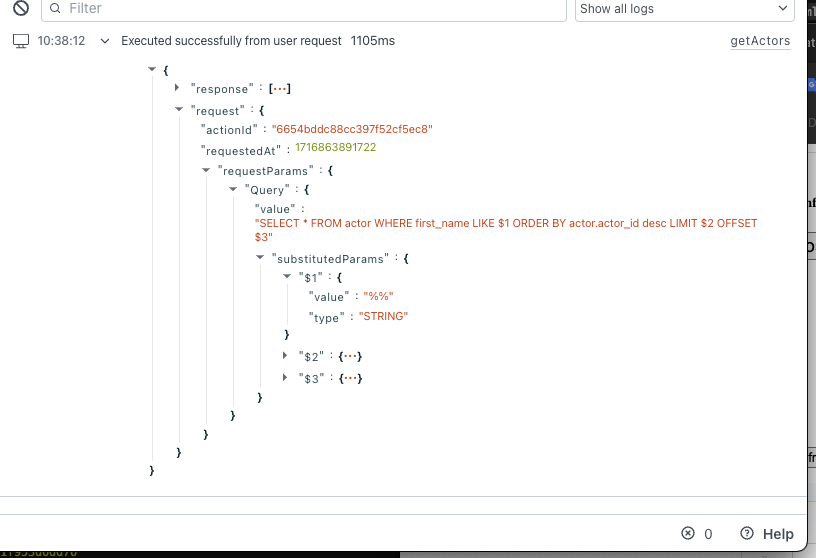 Filter
Show all logs
10:38:12 Executed successfully from user request 1105ms getActors
{
"response" : [...]
"request" : {
"actionId" : "6654bddc88cc397f52cf5ec8"
"requestedAt" : 1716863891722
"requestParams" : {
"Query" : {
"value" :
"SELECT * FROM actor WHERE first_name LIKE $1 ORDER BY actor.actor_id desc LIMIT $2 OFFSET
$3"
"substitutedParams" : {
"$1" : {
"value" : "%%"
"type" : "STRING"
}
"$2" : {...}
"$3" : {...}
}
}
}
}
}
0 Help